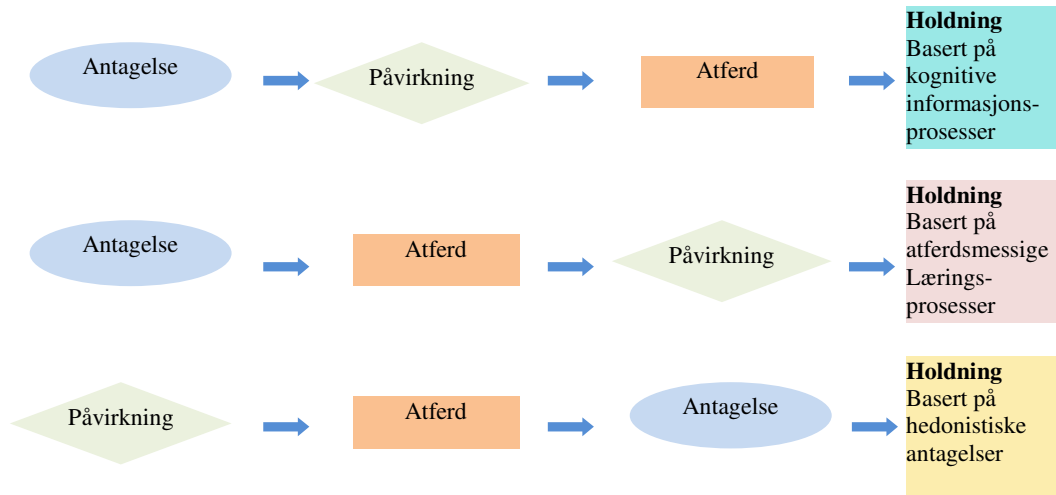 Antagelse
Påvirkning
Atferd
Holdning
Basert på
kognitive
informasjons-
prosesser
Antagelse
Atferd
Påvirkning
Holdning
Basert på
atferdsmessige
Lærings-
prosesser
Påvirkning
Atferd
Antagelse
Holdning
Basert på
hedonistiske
antagelser